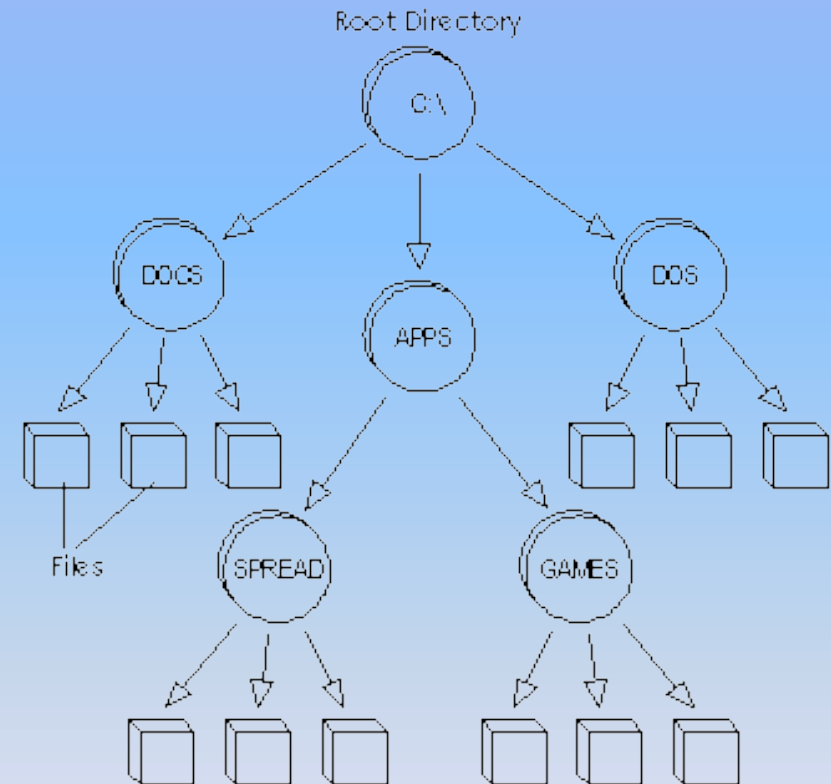 Root Directory
C:\
DOCS
DOS
APPS
Files
SPREAD
GAMES